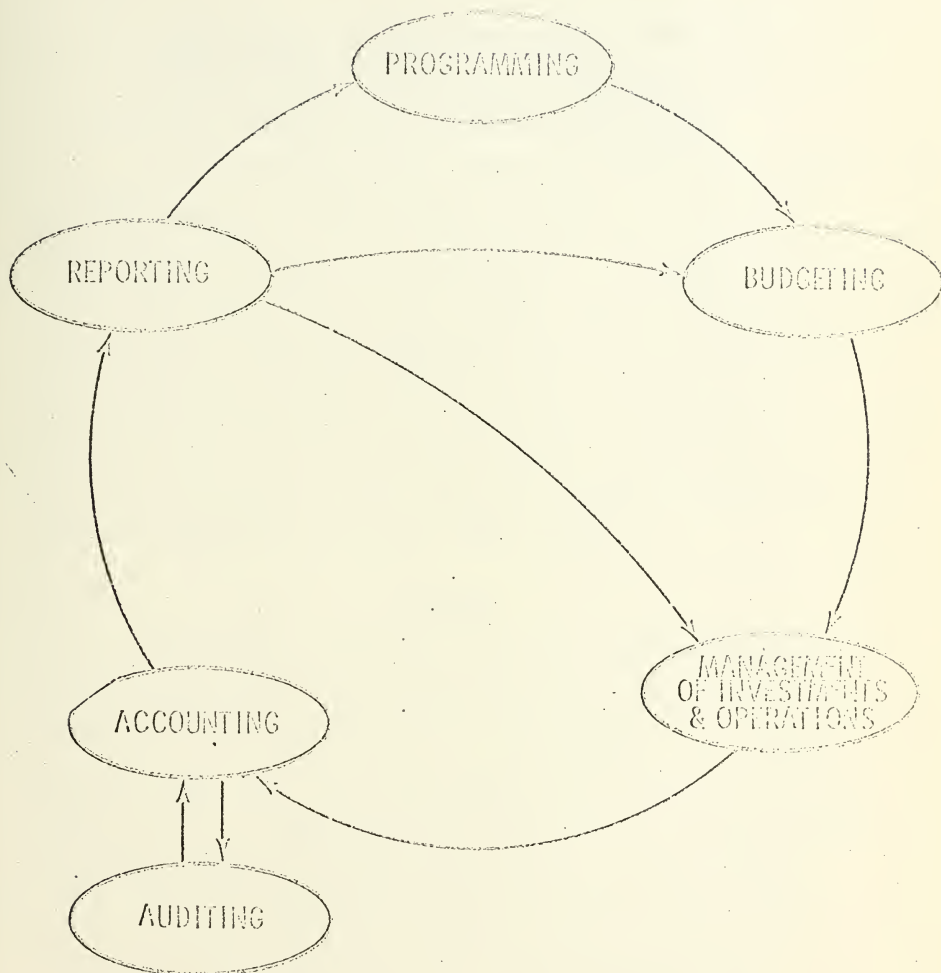 PROGRAMMING
REPORTING
BUDGETING
MANAGEMENT
OF INVESTMENTS
& OPERATIONS
ACCOUNTING
AUDITING